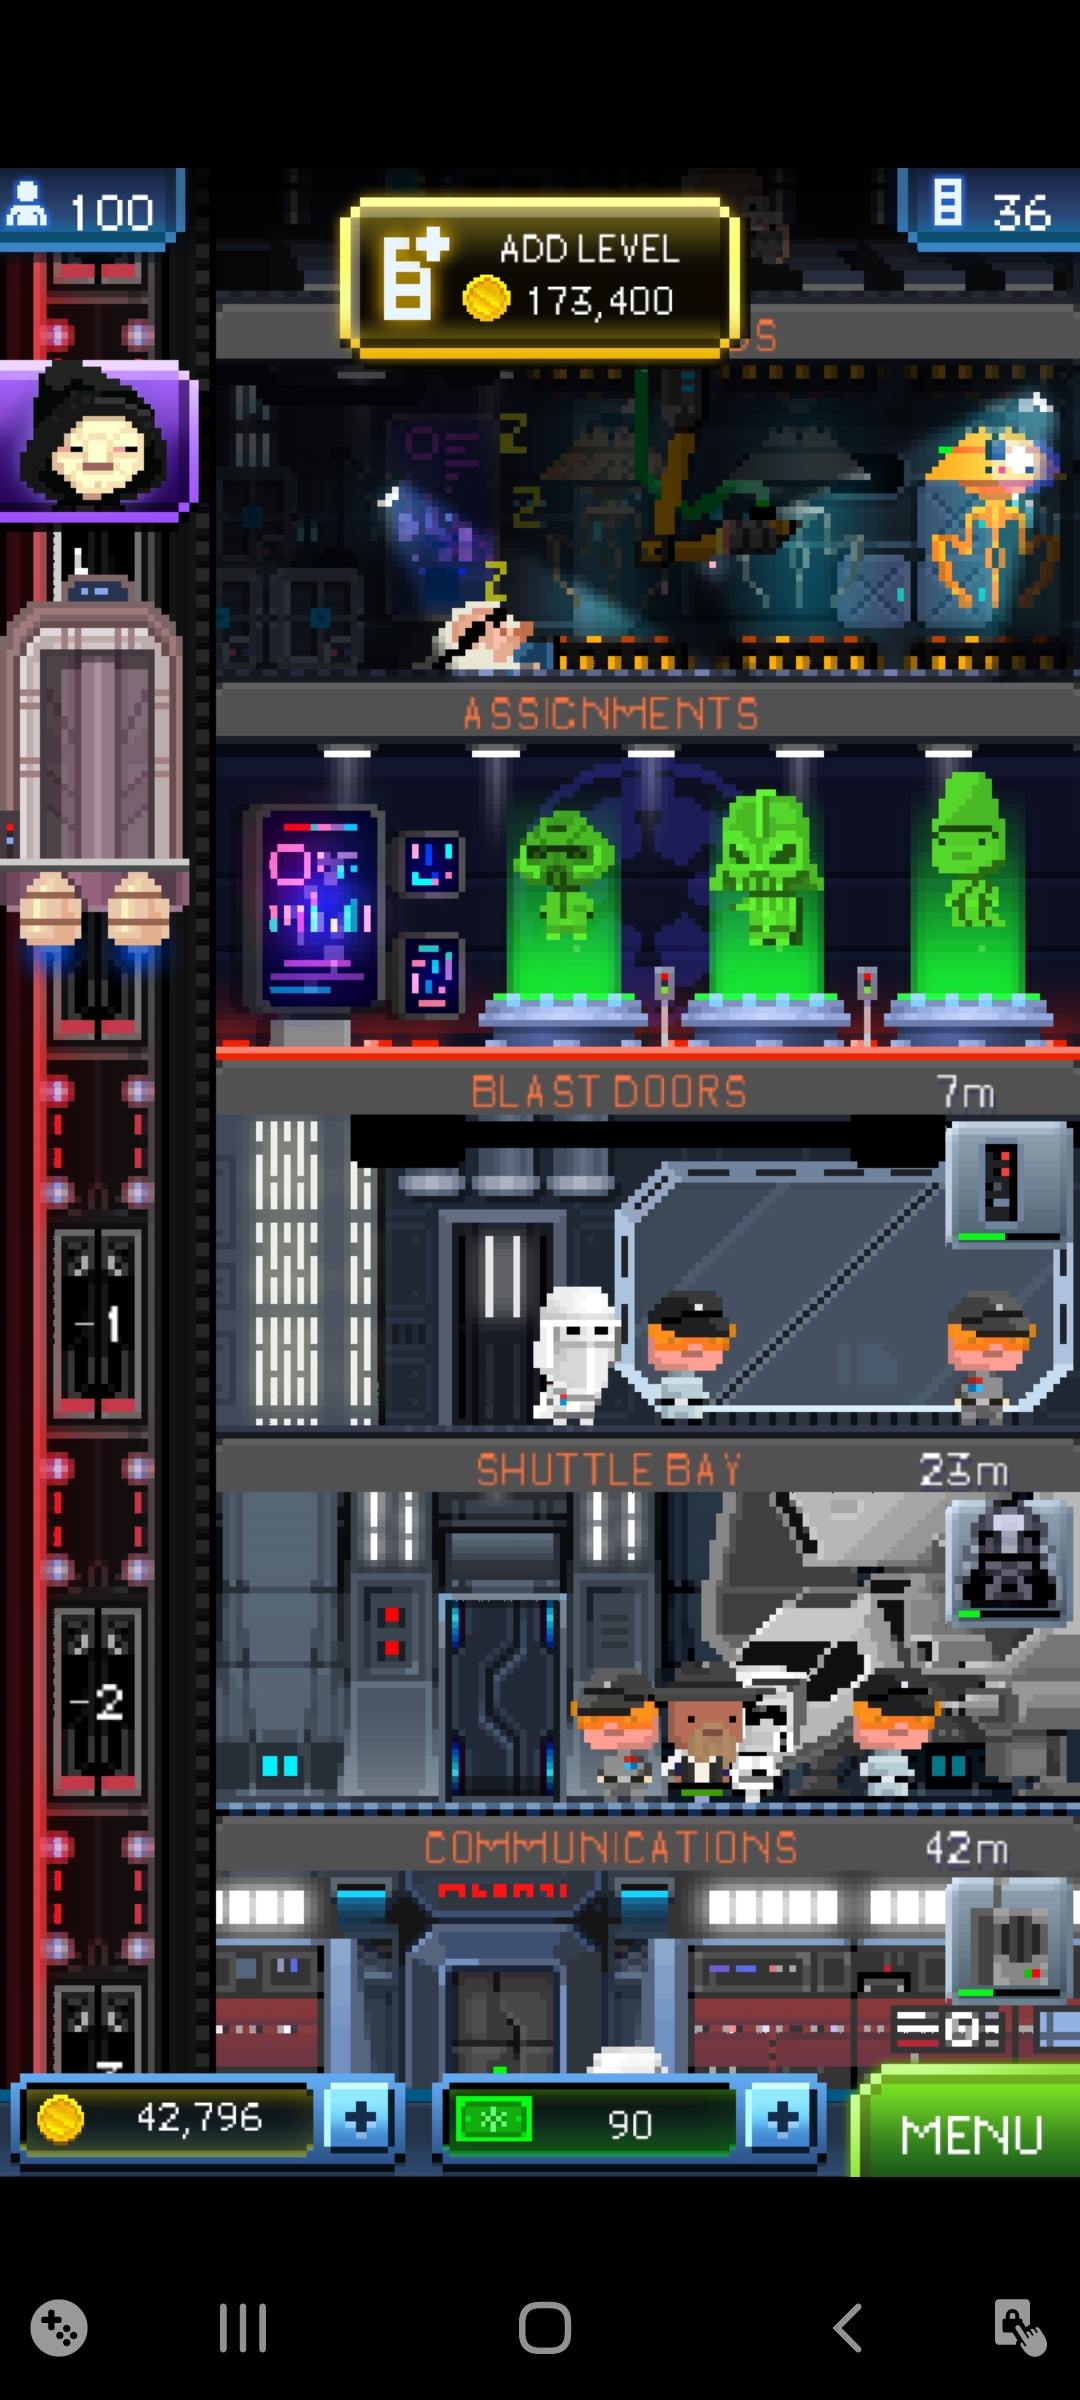 100
ADD LEVEL
173,400
36
Z
Z
Z
ASSIGNMENTS
BLAST DOORS 7m
-1
SHUTTLE BAY 23m
-2
COMMUNICATIONS 42m
42,796 +
90 +
MENU